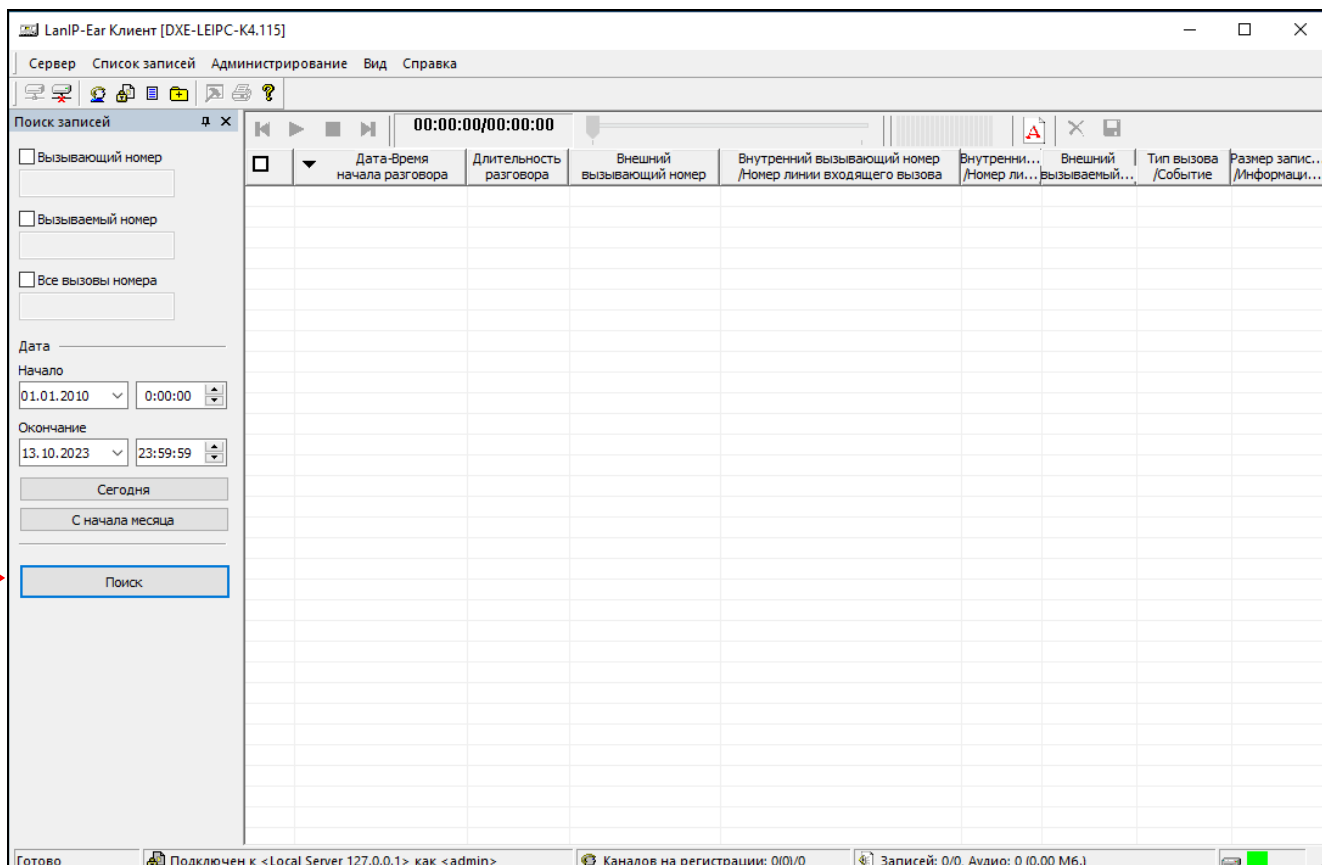 LanIP-Ear Клиент [DXE-LEIPC-K4.115]
Сервер Список записей Администрирование Вид Справка
Поиск записей
00:00:00/00:00:00
A
Вызывающий номер
Вызываемый номер
Все вызовы номера
Дата
Начало
01.01.2010 0:00:00
Окончание
13.10.2023 23:59:59
Сегодня
С начала месяца
Поиск
Дата-Время
начала разговора
Длительность
разговора
Внешний
вызывающий номер
Внутренний вызывающий номер
/Номер линии входящего вызова
Внутренни...
/Номер ли...
Внешний
вызываемый...
Тип вызова
/Событие
Размер запис...
/Информаци...
Готово Подключен к <Local Server 127.0.0.1> как <admin> Каналов на регистрации: 0(0)/0 Записей: 0/0, Аудио: 0 (0.00 Мб.)